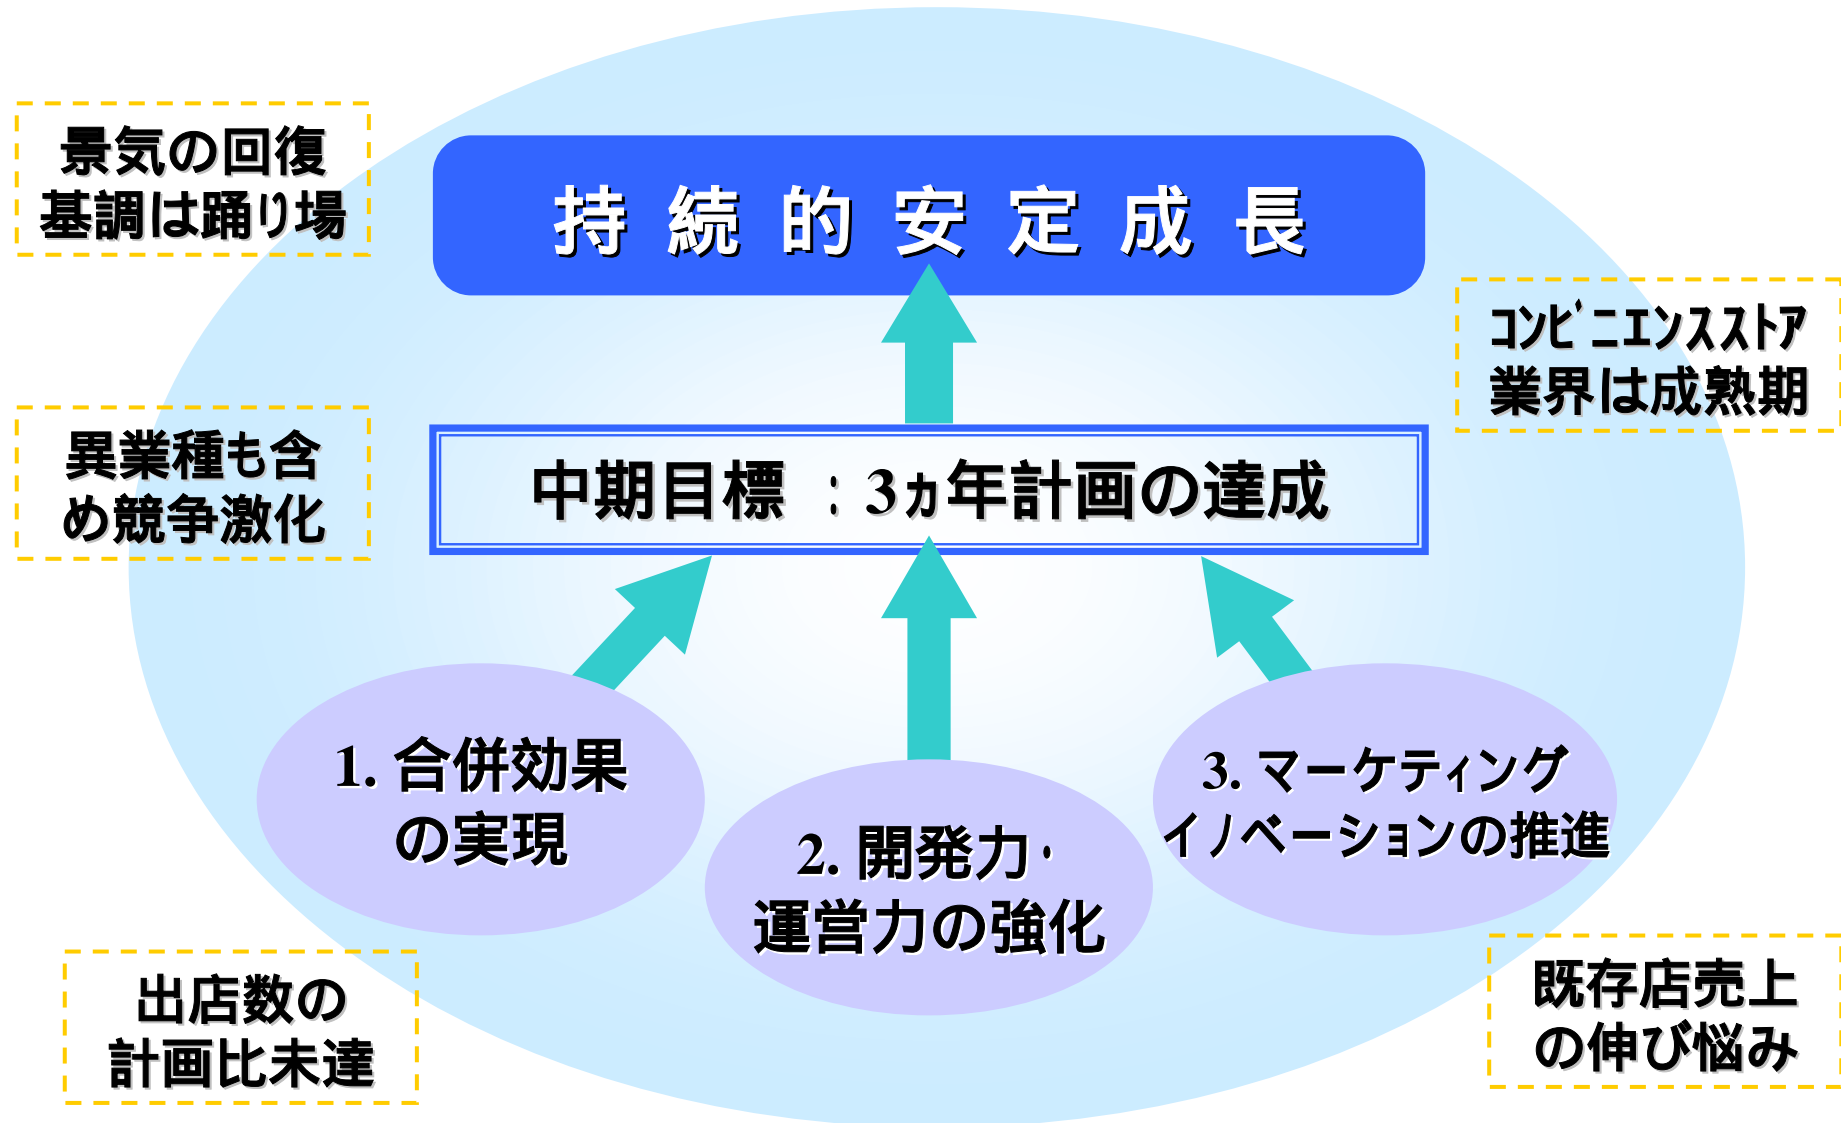 景気の回復
基調は踊り場
持続的安定成長
ｺﾝﾋﾞﾆｴﾝｽｽﾄｱ
業界は成熟期
異業種も含
め競争激化
中期目標：3ヵ年計画の達成
1. 合併効果
の実現
2. 開発力・
運営力の強化
3. マーケティング
イノベーションの推進
出店数の
計画比未達
既存店売上
の伸び悩み